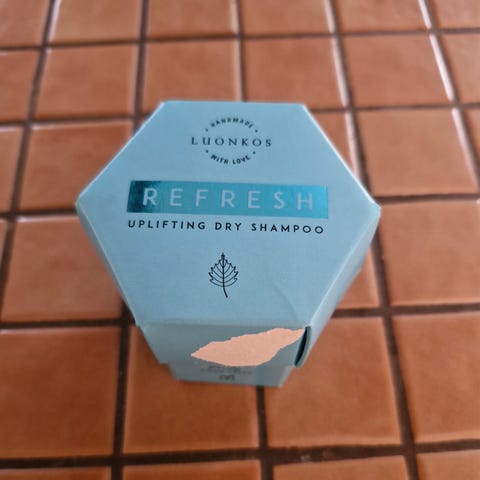 • HANDMADE •
LUONKOS
• WITH LOVE •
REFRESH
UPLIFTING DRY SHAMPOO